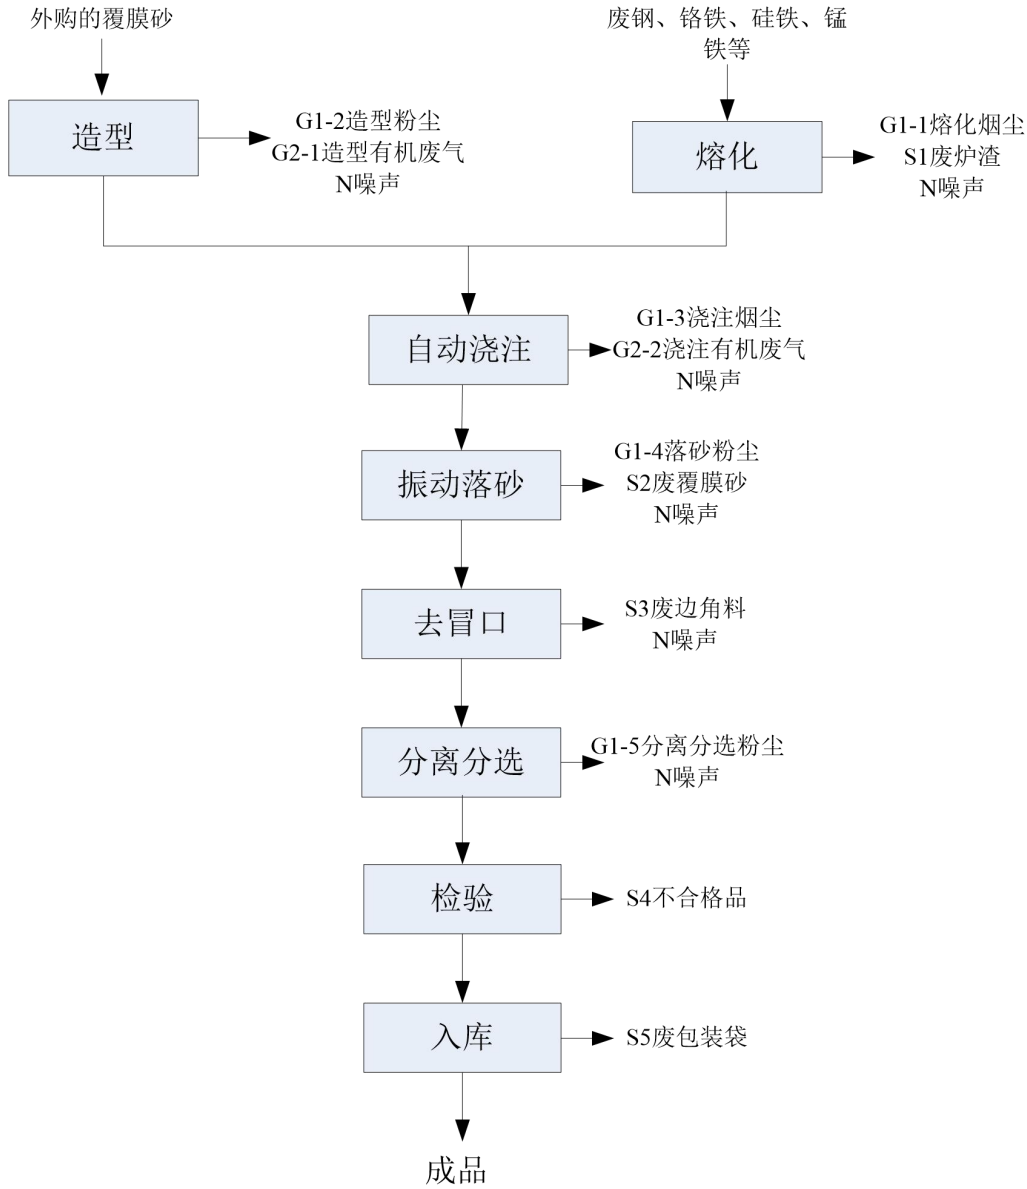 外购的覆膜砂
废钢、铬铁、硅铁、锰
铁等
造型
G1-2造型粉尘
G2-1造型有机废气
N噪声
熔化
G1-1熔化烟尘
S1废炉渣
N噪声
自动浇注
G1-3浇注烟尘
G2-2浇注有机废气
N噪声
振动落砂
G1-4落砂粉尘
S2废覆膜砂
N噪声
去冒口
S3废边角料
N噪声
分离分选
G1-5分离分选粉尘
N噪声
检验
S4不合格品
入库
S5废包装袋
成品